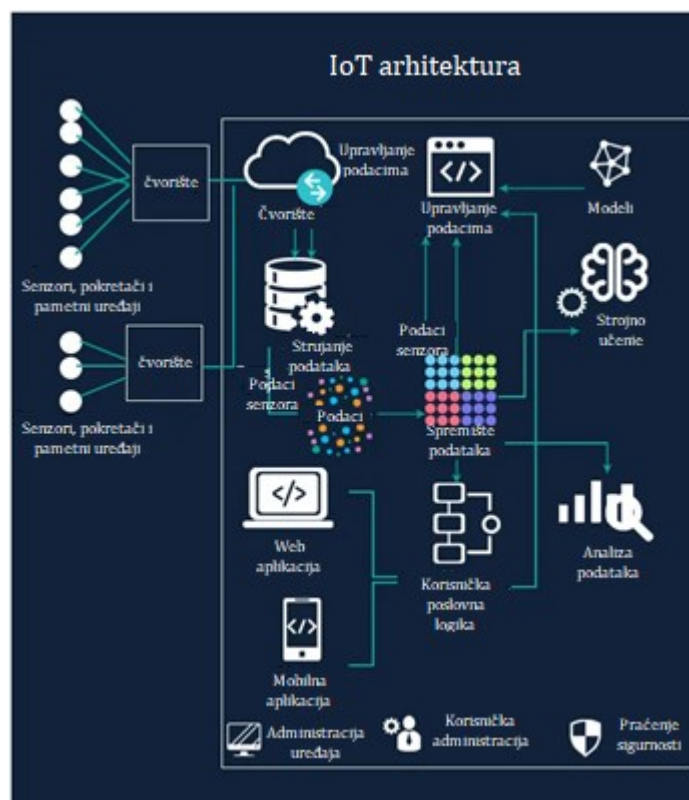 IoT arhitektura
čvorište
Upravljanje
podacima
Čvorište
Upravljanje
podacima
Modeli
Senzori, pokretači i
pametni uređaji
Strujanje
podataka
Podaci
senzora
Strojno
učenje
čvorište
Podaci
senzora
Podaci
Spremište
podataka
Senzori, pokretači i
pametni uređaji
Web
aplikacija
Korisnička
poslovna
logika
Analiza
podataka
Mobilna
aplikacija
Administracija
uređaja
Korisnička
administracija
Praćenje
sigurnosti